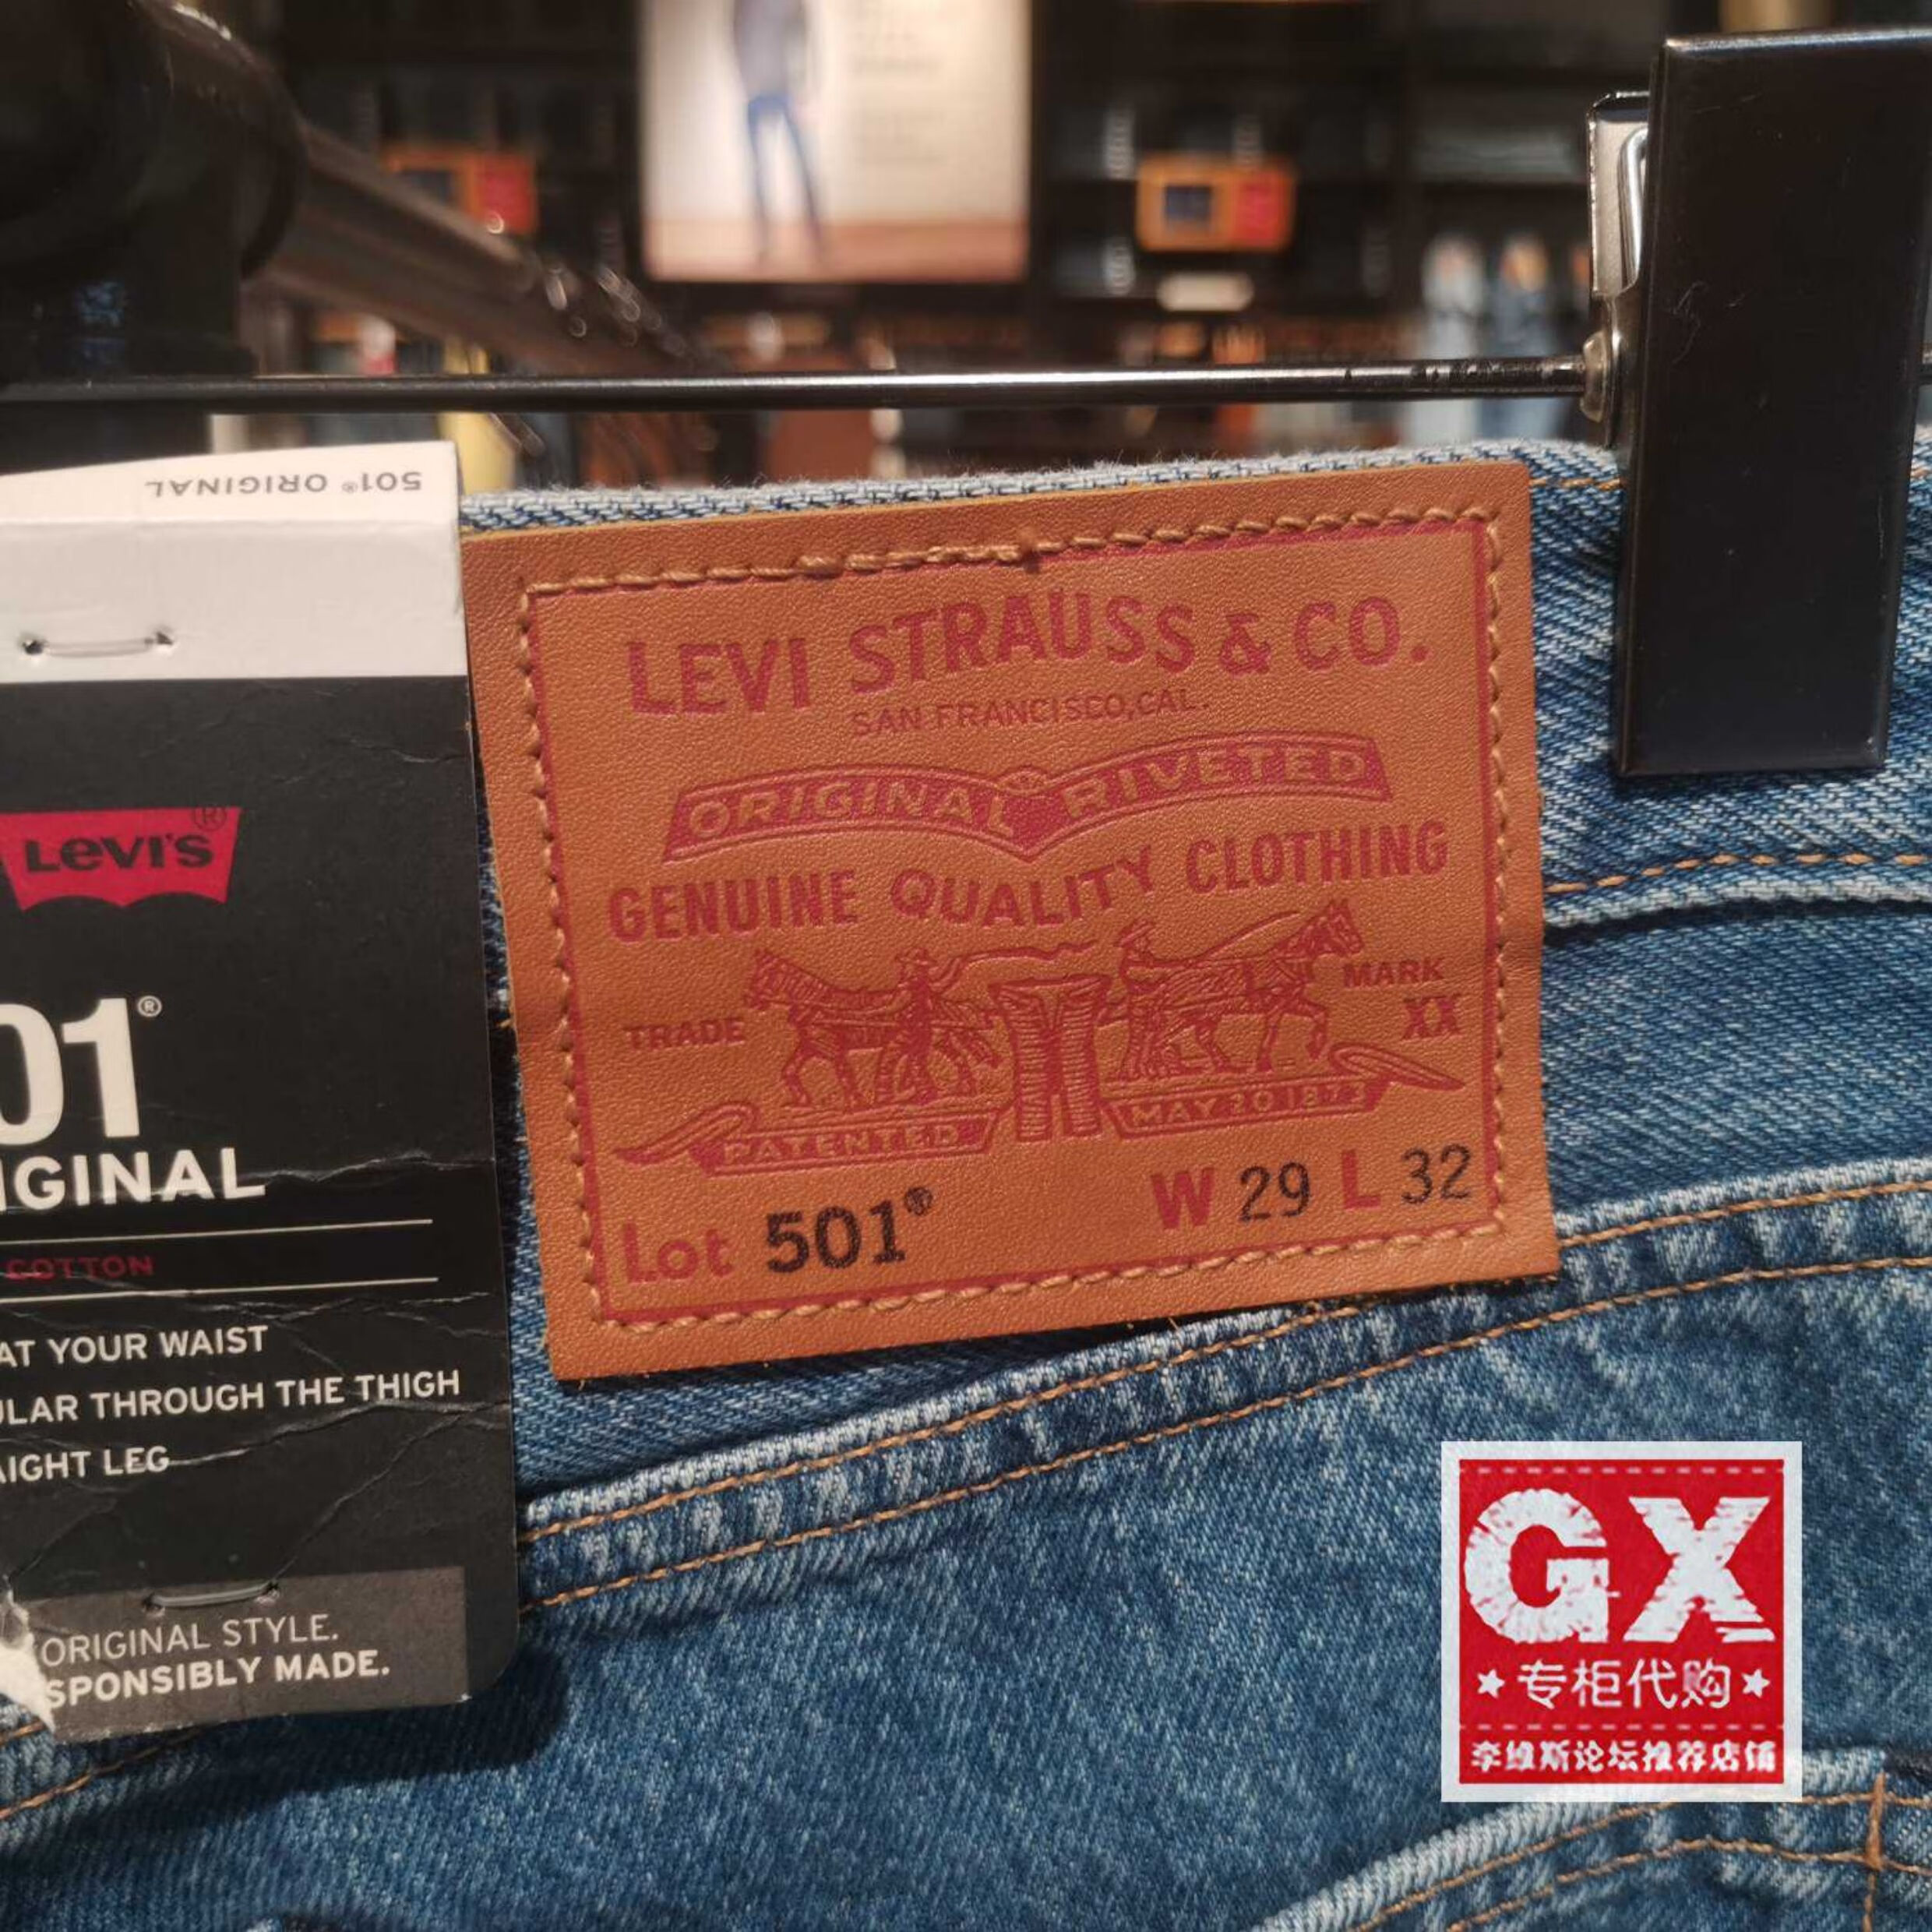 501® ORIGINAL
LEVI'S®
01®
IGINAL
COTTON
AT YOUR WAIST
ULAR THROUGH THE THIGH
AIGHT LEG
ORIGINAL STYLE.
SPONSIBLY MADE.
LEVI STRAUSS & CO.
SAN FRANCISCO, CAL.
ORIGINAL RIVETED
GENUINE QUALITY CLOTHING
TRADE MARK
XX
PATENTED MAY 20 1873
Lot 501® W 29 L 32
GX
专柜代购
李维斯论坛推荐店铺